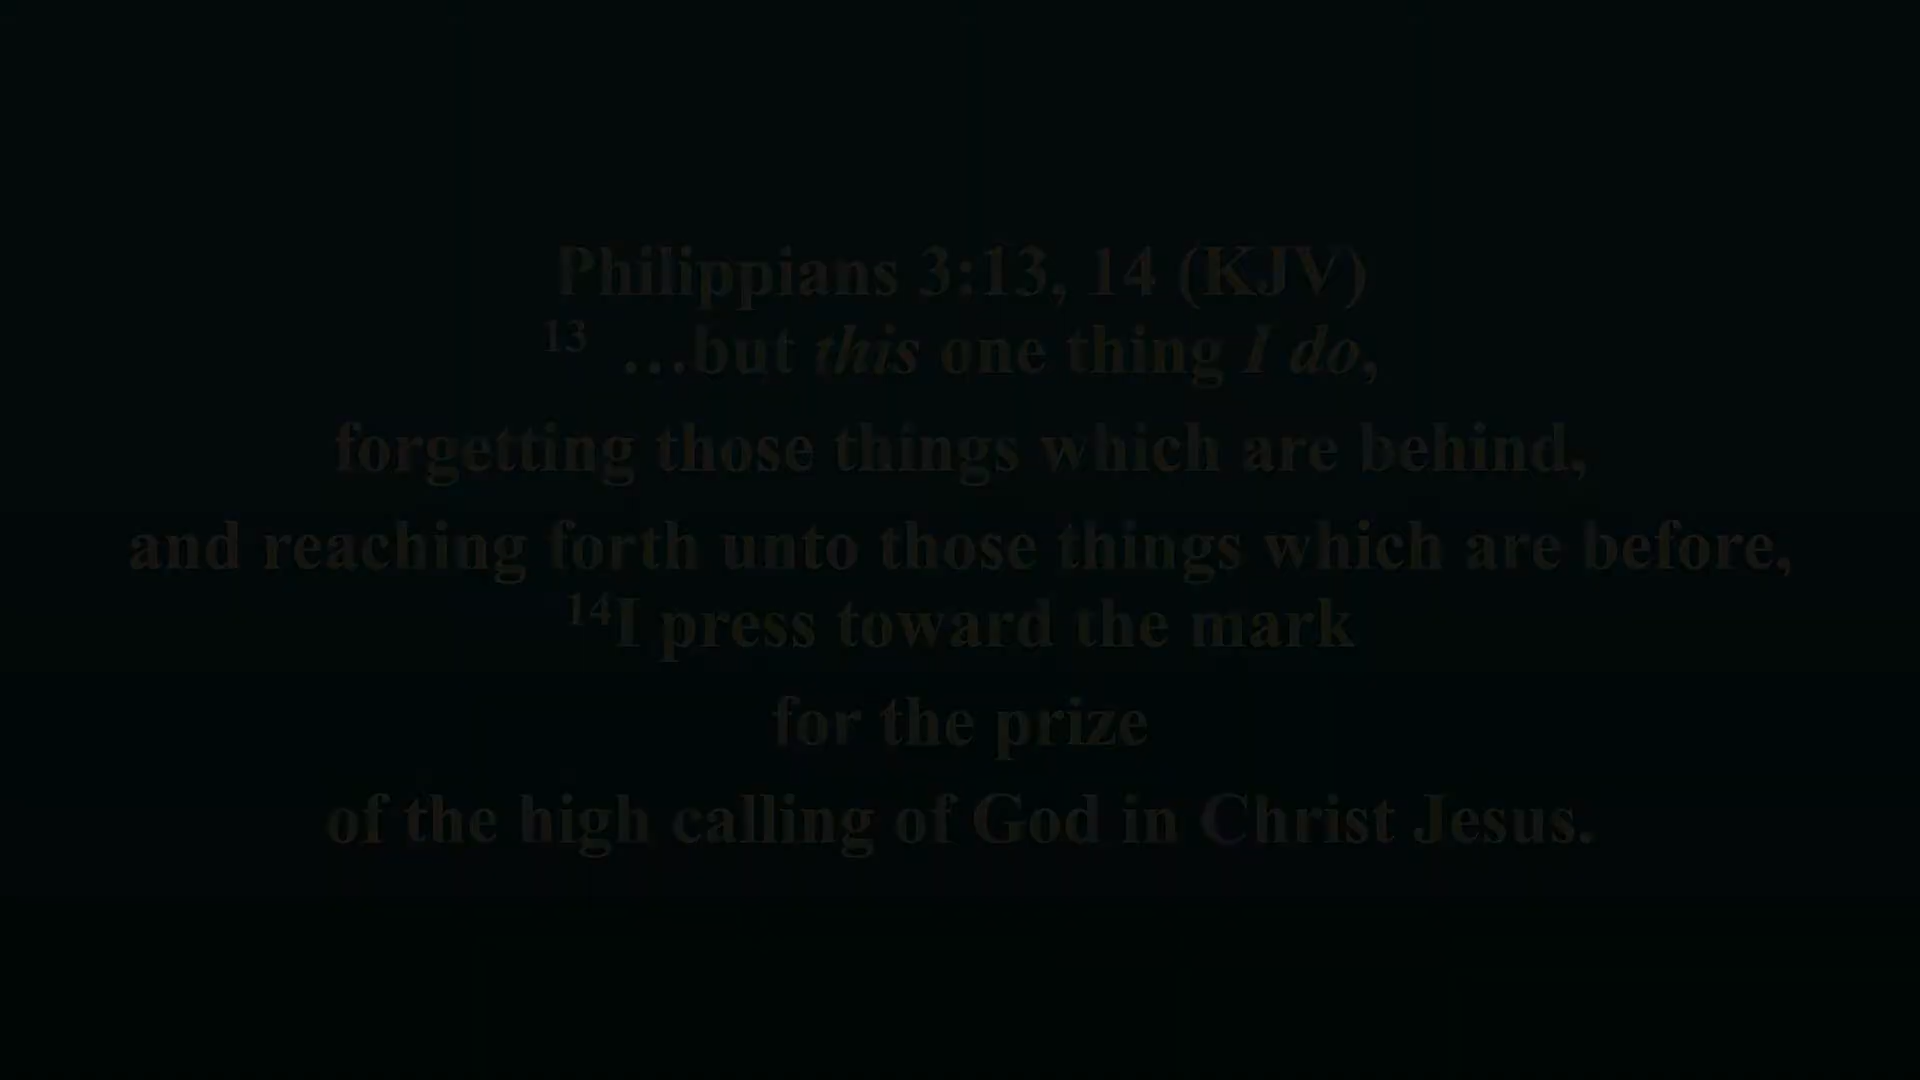 Philippians 3:13, 14 (KJV)
13 …but this one thing I do,
forgetting those things which are behind,
and reaching forth unto those things which are before,
14I press toward the mark
for the prize
of the high calling of God in Christ Jesus.